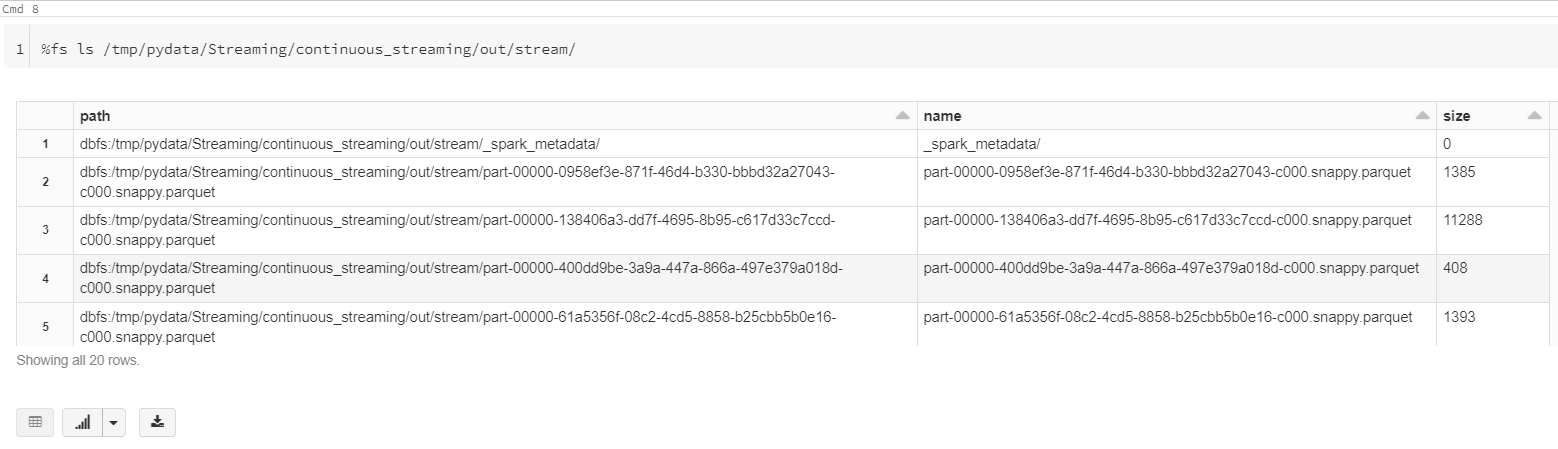 Cmd 8
1 %fs ls /tmp/pydata/Streaming/continuous_streaming/out/stream/
path name size
1 dbfs:/tmp/pydata/Streaming/continuous_streaming/out/stream/_spark_metadata/ _spark_metadata/ 0
2 dbfs:/tmp/pydata/Streaming/continuous_streaming/out/stream/part-00000-0958ef3e-871f-46d4-b330-bbbd32a27043- part-00000-0958ef3e-871f-46d4-b330-bbbd32a27043-c000.snappy.parquet 1385
c000.snappy.parquet
3 dbfs:/tmp/pydata/Streaming/continuous_streaming/out/stream/part-00000-138406a3-dd7f-4695-8b95-c617d33c7ccd- part-00000-138406a3-dd7f-4695-8b95-c617d33c7ccd-c000.snappy.parquet 11288
c000.snappy.parquet
4 dbfs:/tmp/pydata/Streaming/continuous_streaming/out/stream/part-00000-400dd9be-3a9a-447a-866a-497e379a018d- part-00000-400dd9be-3a9a-447a-866a-497e379a018d-c000.snappy.parquet 408
c000.snappy.parquet
5 dbfs:/tmp/pydata/Streaming/continuous_streaming/out/stream/part-00000-61a5356f-08c2-4cd5-8858-b25cbb5b0e16- part-00000-61a5356f-08c2-4cd5-8858-b25cbb5b0e16-c000.snappy.parquet 1393
c000.snappy.parquet
Showing all 20 rows.